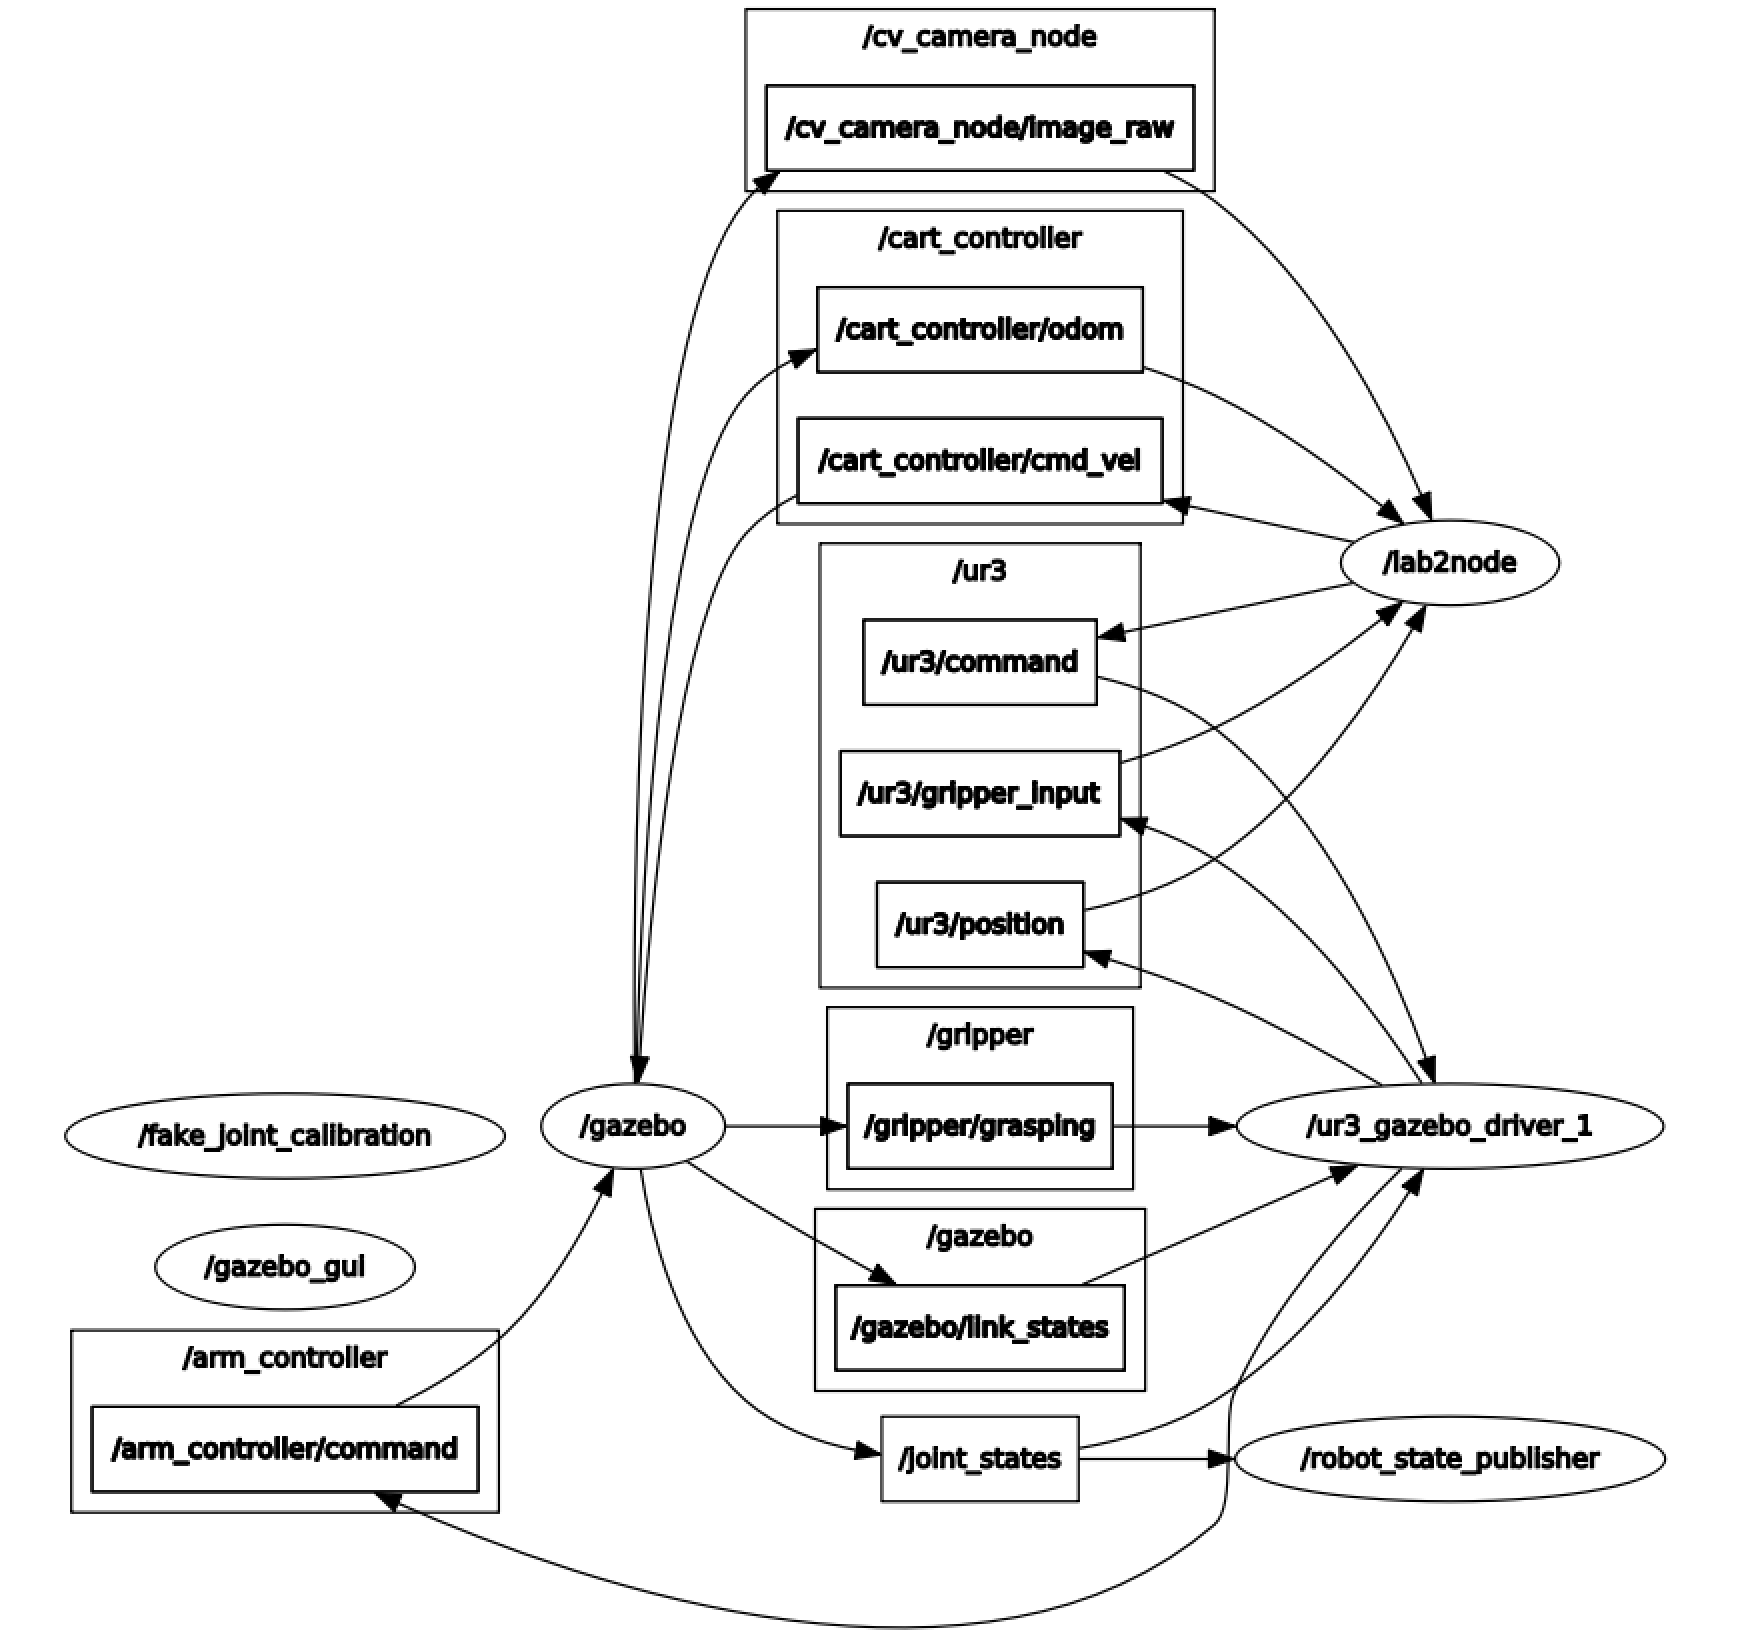 /cv_camera_node
/cv_camera_node/image_raw
/cart_controller
/cart_controller/odom
/cart_controller/cmd_vel
/lab2node
/ur3
/ur3/command
/ur3/gripper_input
/ur3/position
/gripper
/fake_joint_calibration
/gazebo
/gripper/grasping
/ur3_gazebo_driver_1
/gazebo
/gazebo_gui
/gazebo/link_states
/arm_controller
/arm_controller/command
/joint_states
/robot_state_publisher